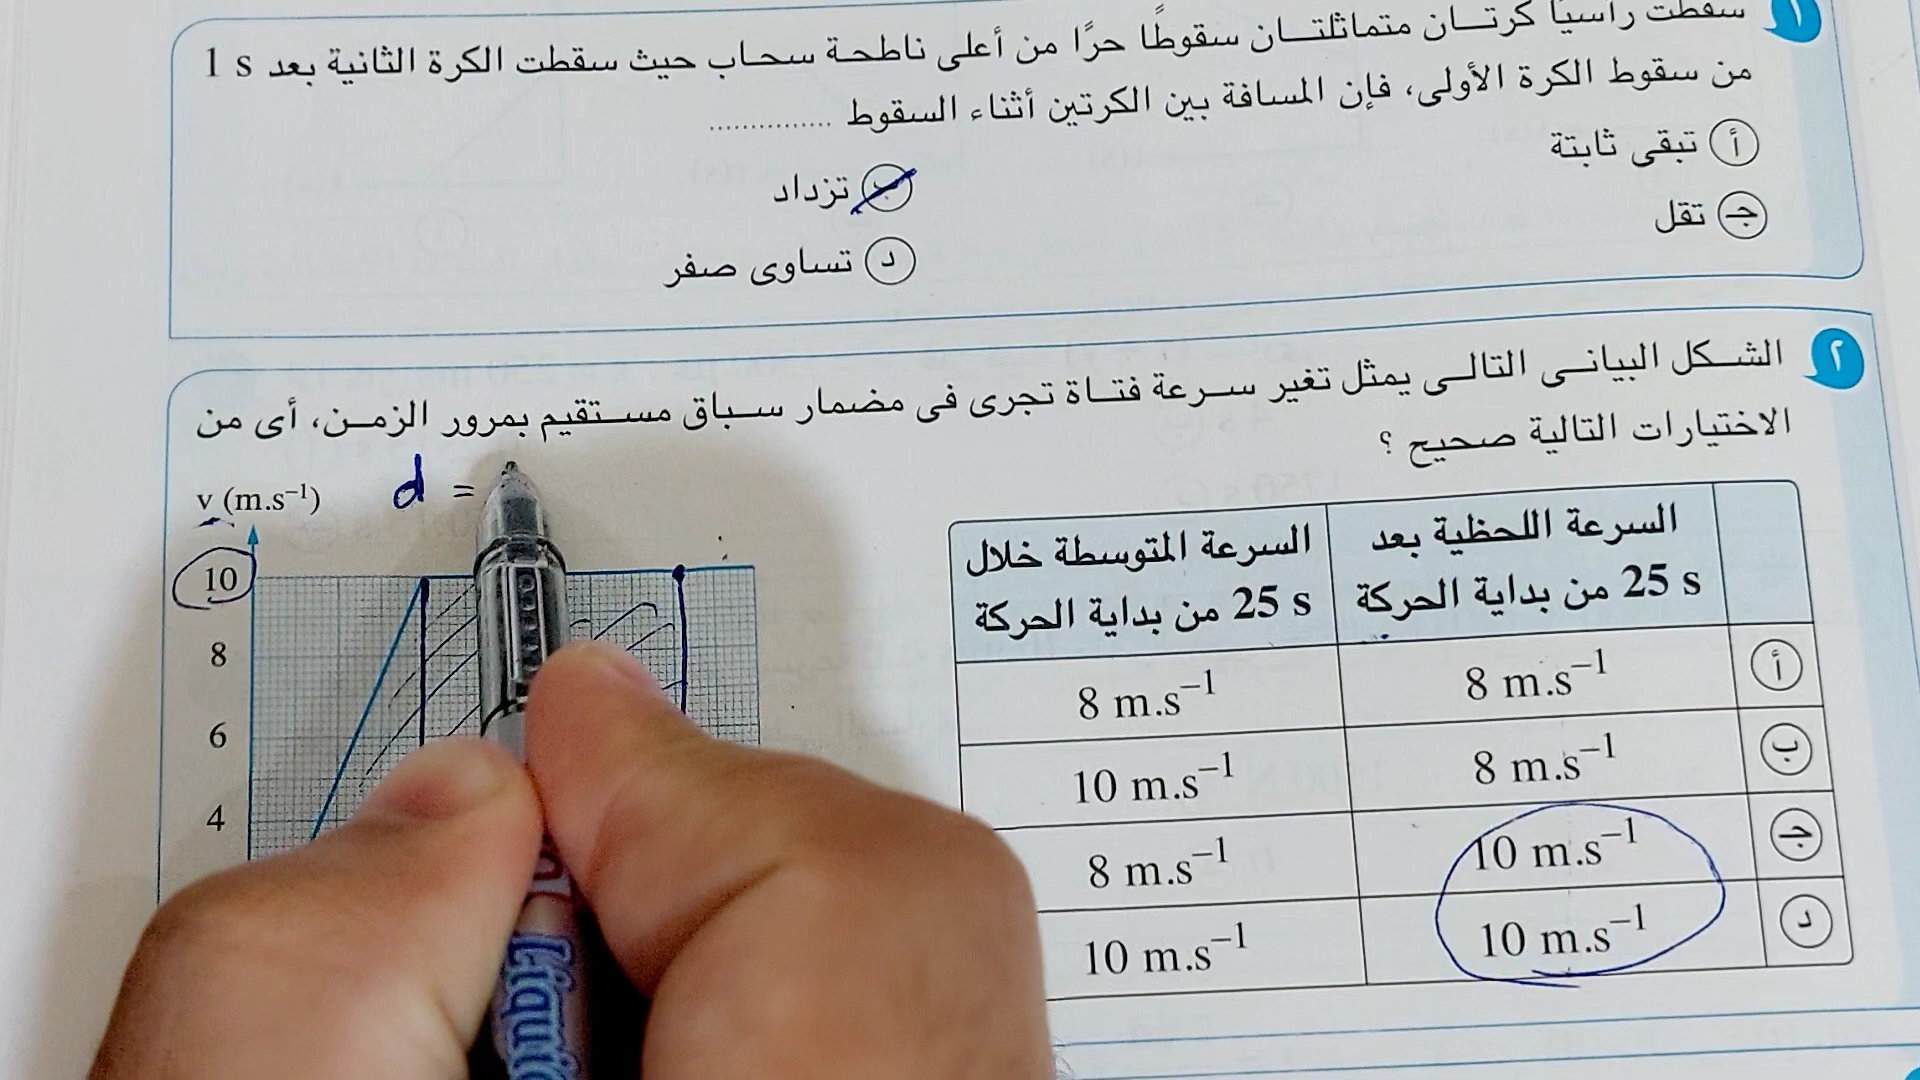 ١
سقطت رأسيًا كرتان متماثلتان سقوطًا حرًا من أعلى ناطحة سحاب حيث سقطت الكرة الثانية بعد 1 s
من سقوط الكرة الأولى، فإن المسافة بين الكرتين أثناء السقوط ...............
أ تبقى ثابتة
ب تزداد
جـ تقل
د تساوى صفر
٢
الشكل البيانى التالى يمثل تغير سرعة فتاة تجرى فى مضمار سباق مستقيم بمرور الزمن، أى من
الاختيارات التالية صحيح ؟
v (m.s⁻¹)
d =
10
8
6
4
السرعة اللحظية بعد
25 s من بداية الحركة
السرعة المتوسطة خلال
25 s من بداية الحركة
أ 8 m.s⁻¹ 8 m.s⁻¹
ب 8 m.s⁻¹ 10 m.s⁻¹
جـ 10 m.s⁻¹ 8 m.s⁻¹
د 10 m.s⁻¹ 10 m.s⁻¹